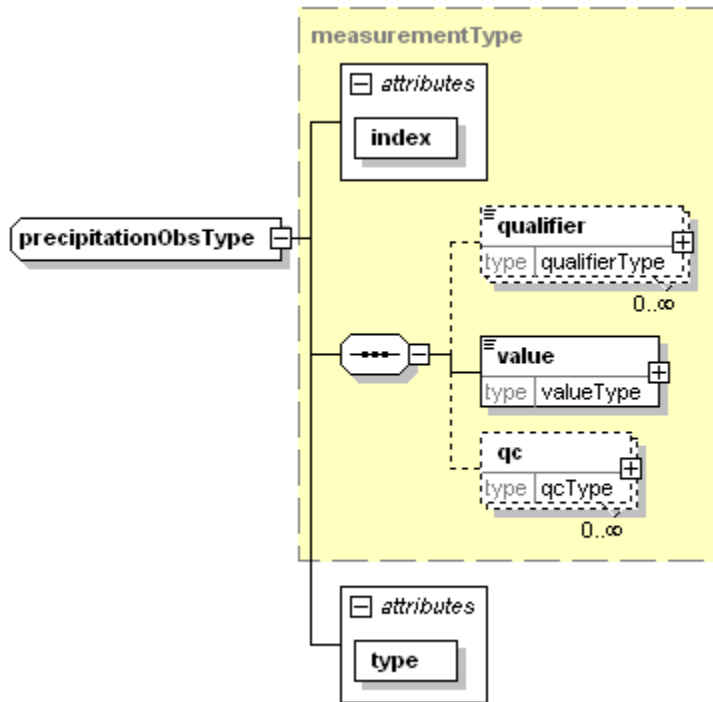 measurementType
attributes
index
precipitationObsType
qualifier
type qualifierType
0..∞
value
type valueType
qc
type qcType
0..∞
attributes
type